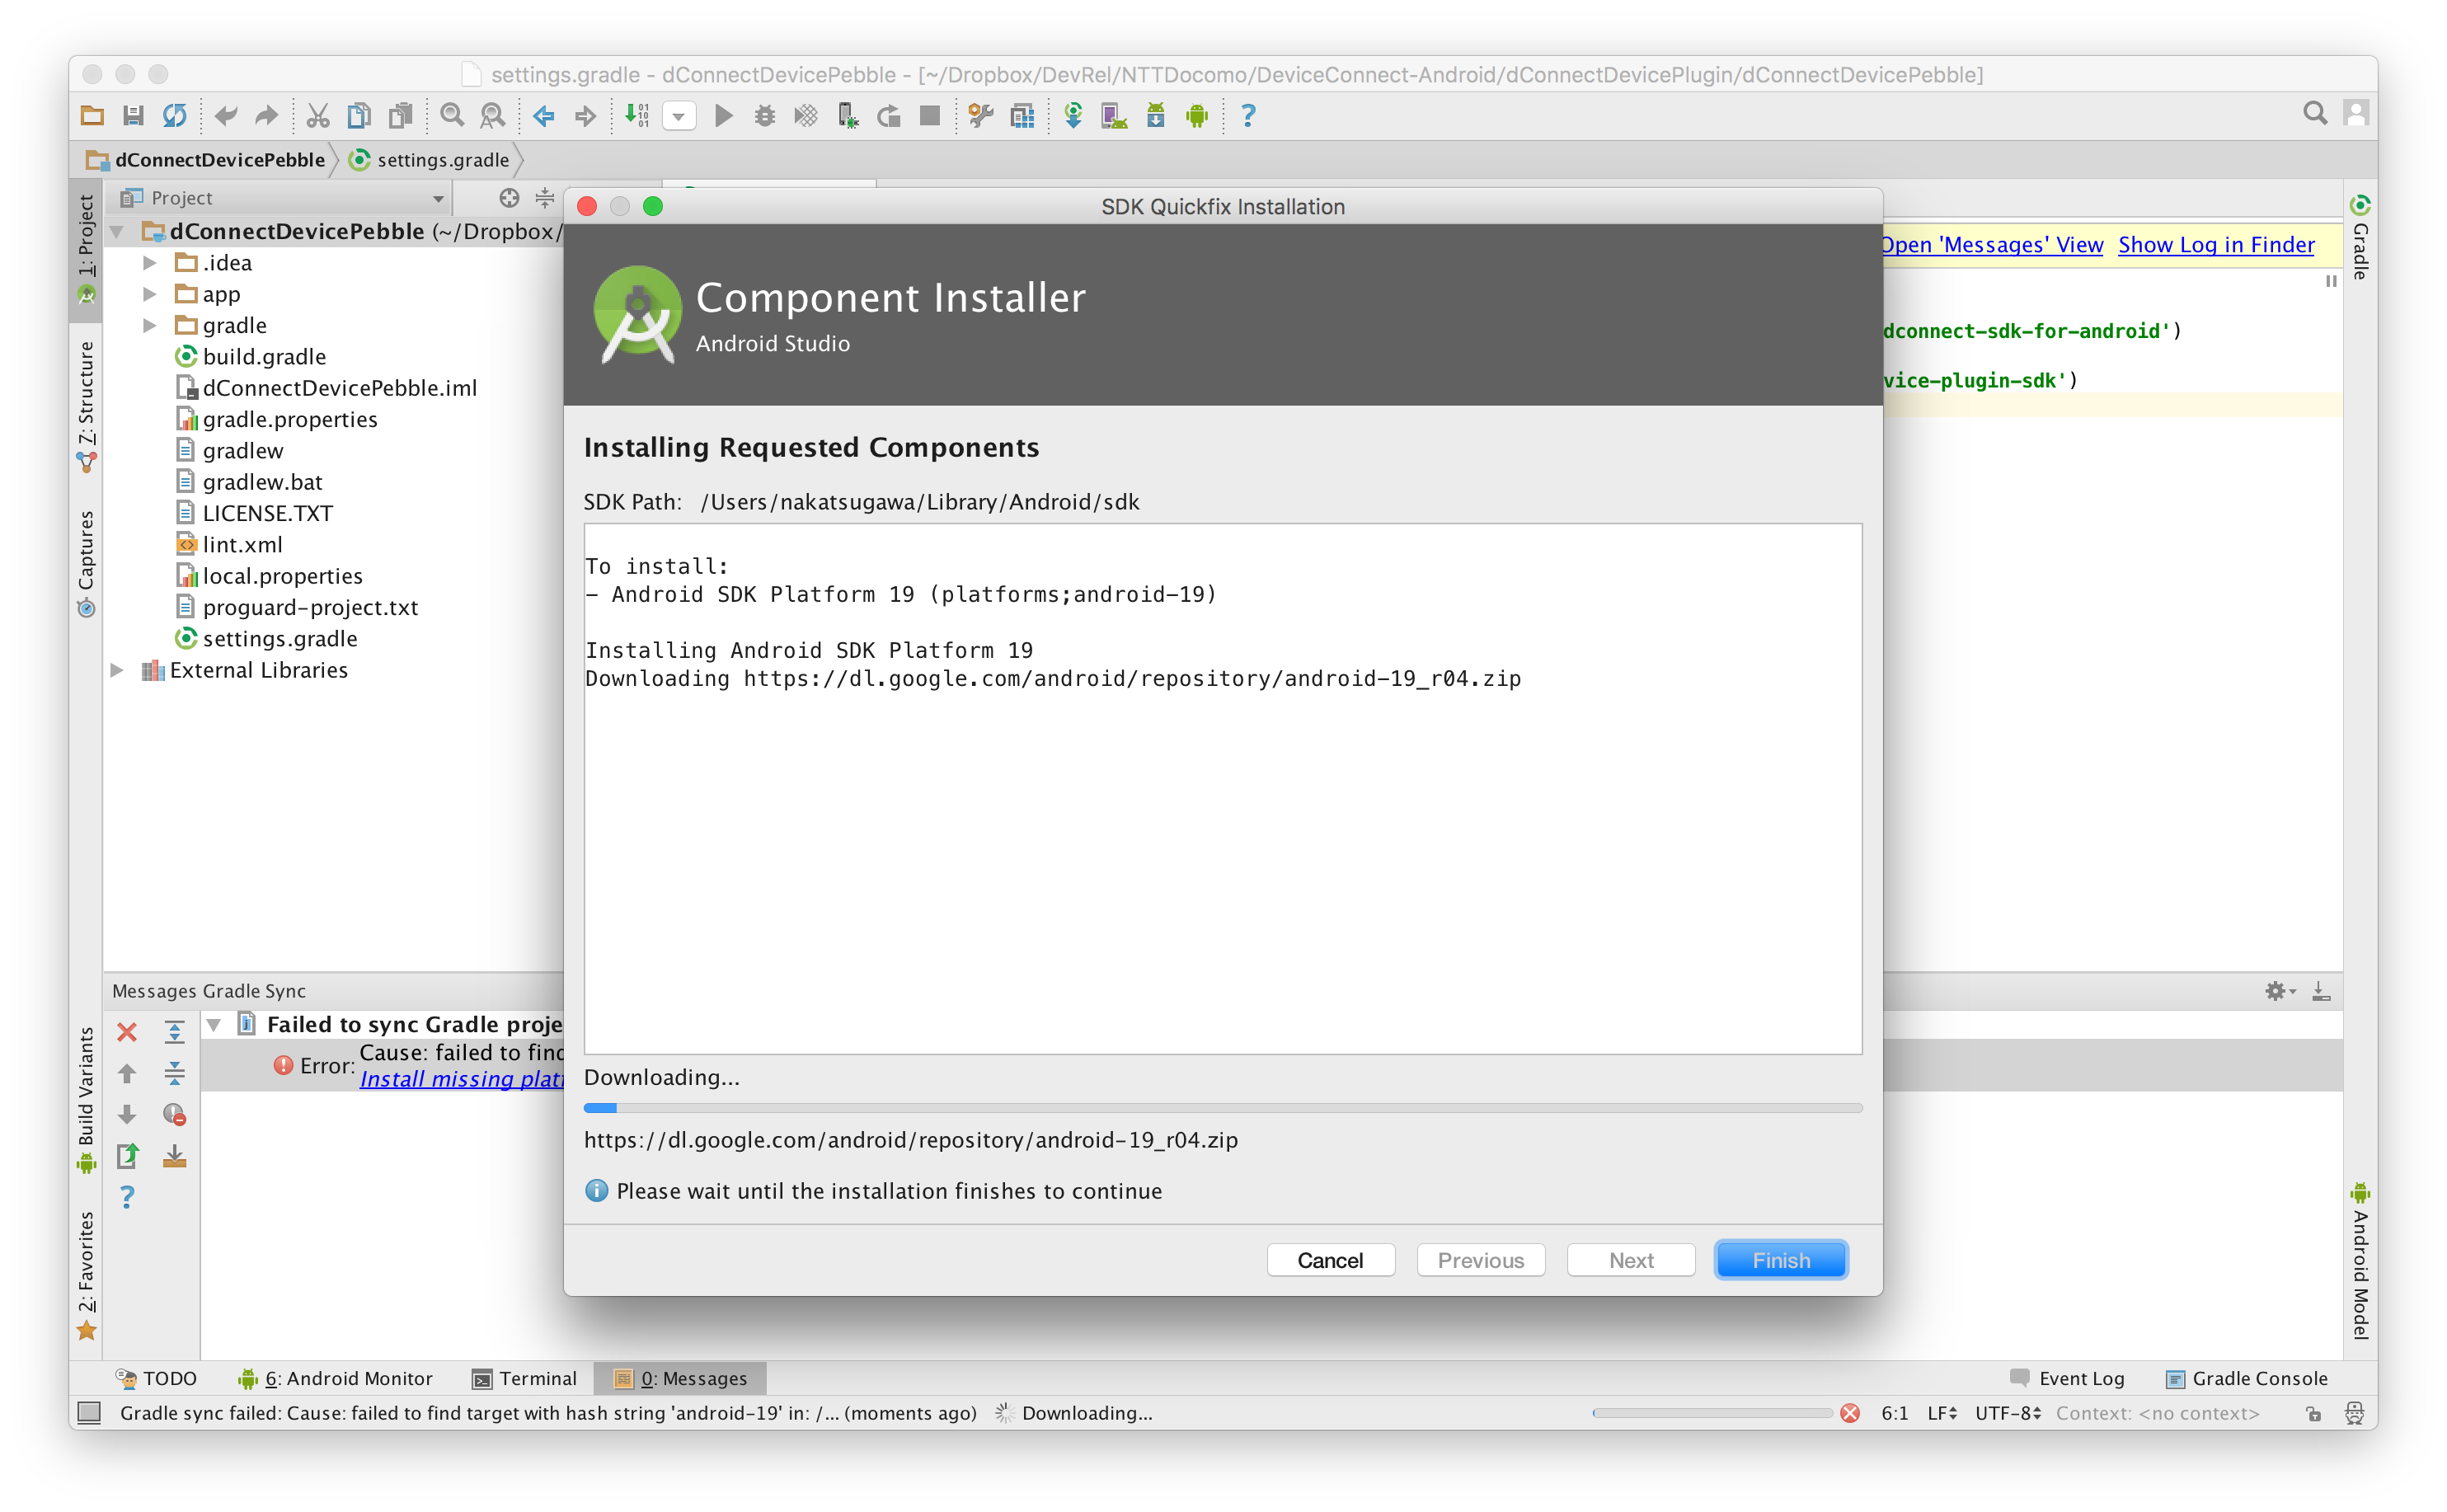 settings.gradle - dConnectDevicePebble - [~/Dropbox/DevRel/NTTDocomo/DeviceConnect-Android/dConnectDevicePlugin/dConnectDevicePebble]
dConnectDevicePebble
settings.gradle
1: Project
7: Structure
Captures
Build Variants
2: Favorites
Project
dConnectDevicePebble (~/Dropbox/
.idea
app
gradle
build.gradle
dConnectDevicePebble.iml
gradle.properties
gradlew
gradlew.bat
LICENSE.TXT
lint.xml
local.properties
proguard-project.txt
settings.gradle
External Libraries
SDK Quickfix Installation
Component Installer
Android Studio
Installing Requested Components
SDK Path: /Users/nakatsugawa/Library/Android/sdk
To install:
- Android SDK Platform 19 (platforms;android-19)
Installing Android SDK Platform 19
Downloading https://dl.google.com/android/repository/android-19_r04.zip
Downloading...
https://dl.google.com/android/repository/android-19_r04.zip
Please wait until the installation finishes to continue
Cancel
Previous
Next
Finish
Open 'Messages' View
Show Log in Finder
dconnect-sdk-for-android')
vice-plugin-sdk')
Gradle
Android Model
Messages Gradle Sync
Failed to sync Gradle proje
Error:
Cause: failed to find
Install missing plat
TODO
6: Android Monitor
Terminal
0: Messages
Event Log
Gradle Console
Gradle sync failed: Cause: failed to find target with hash string 'android-19' in: /... (moments ago)
Downloading...
6:1
LF
UTF-8
Context: <no context>